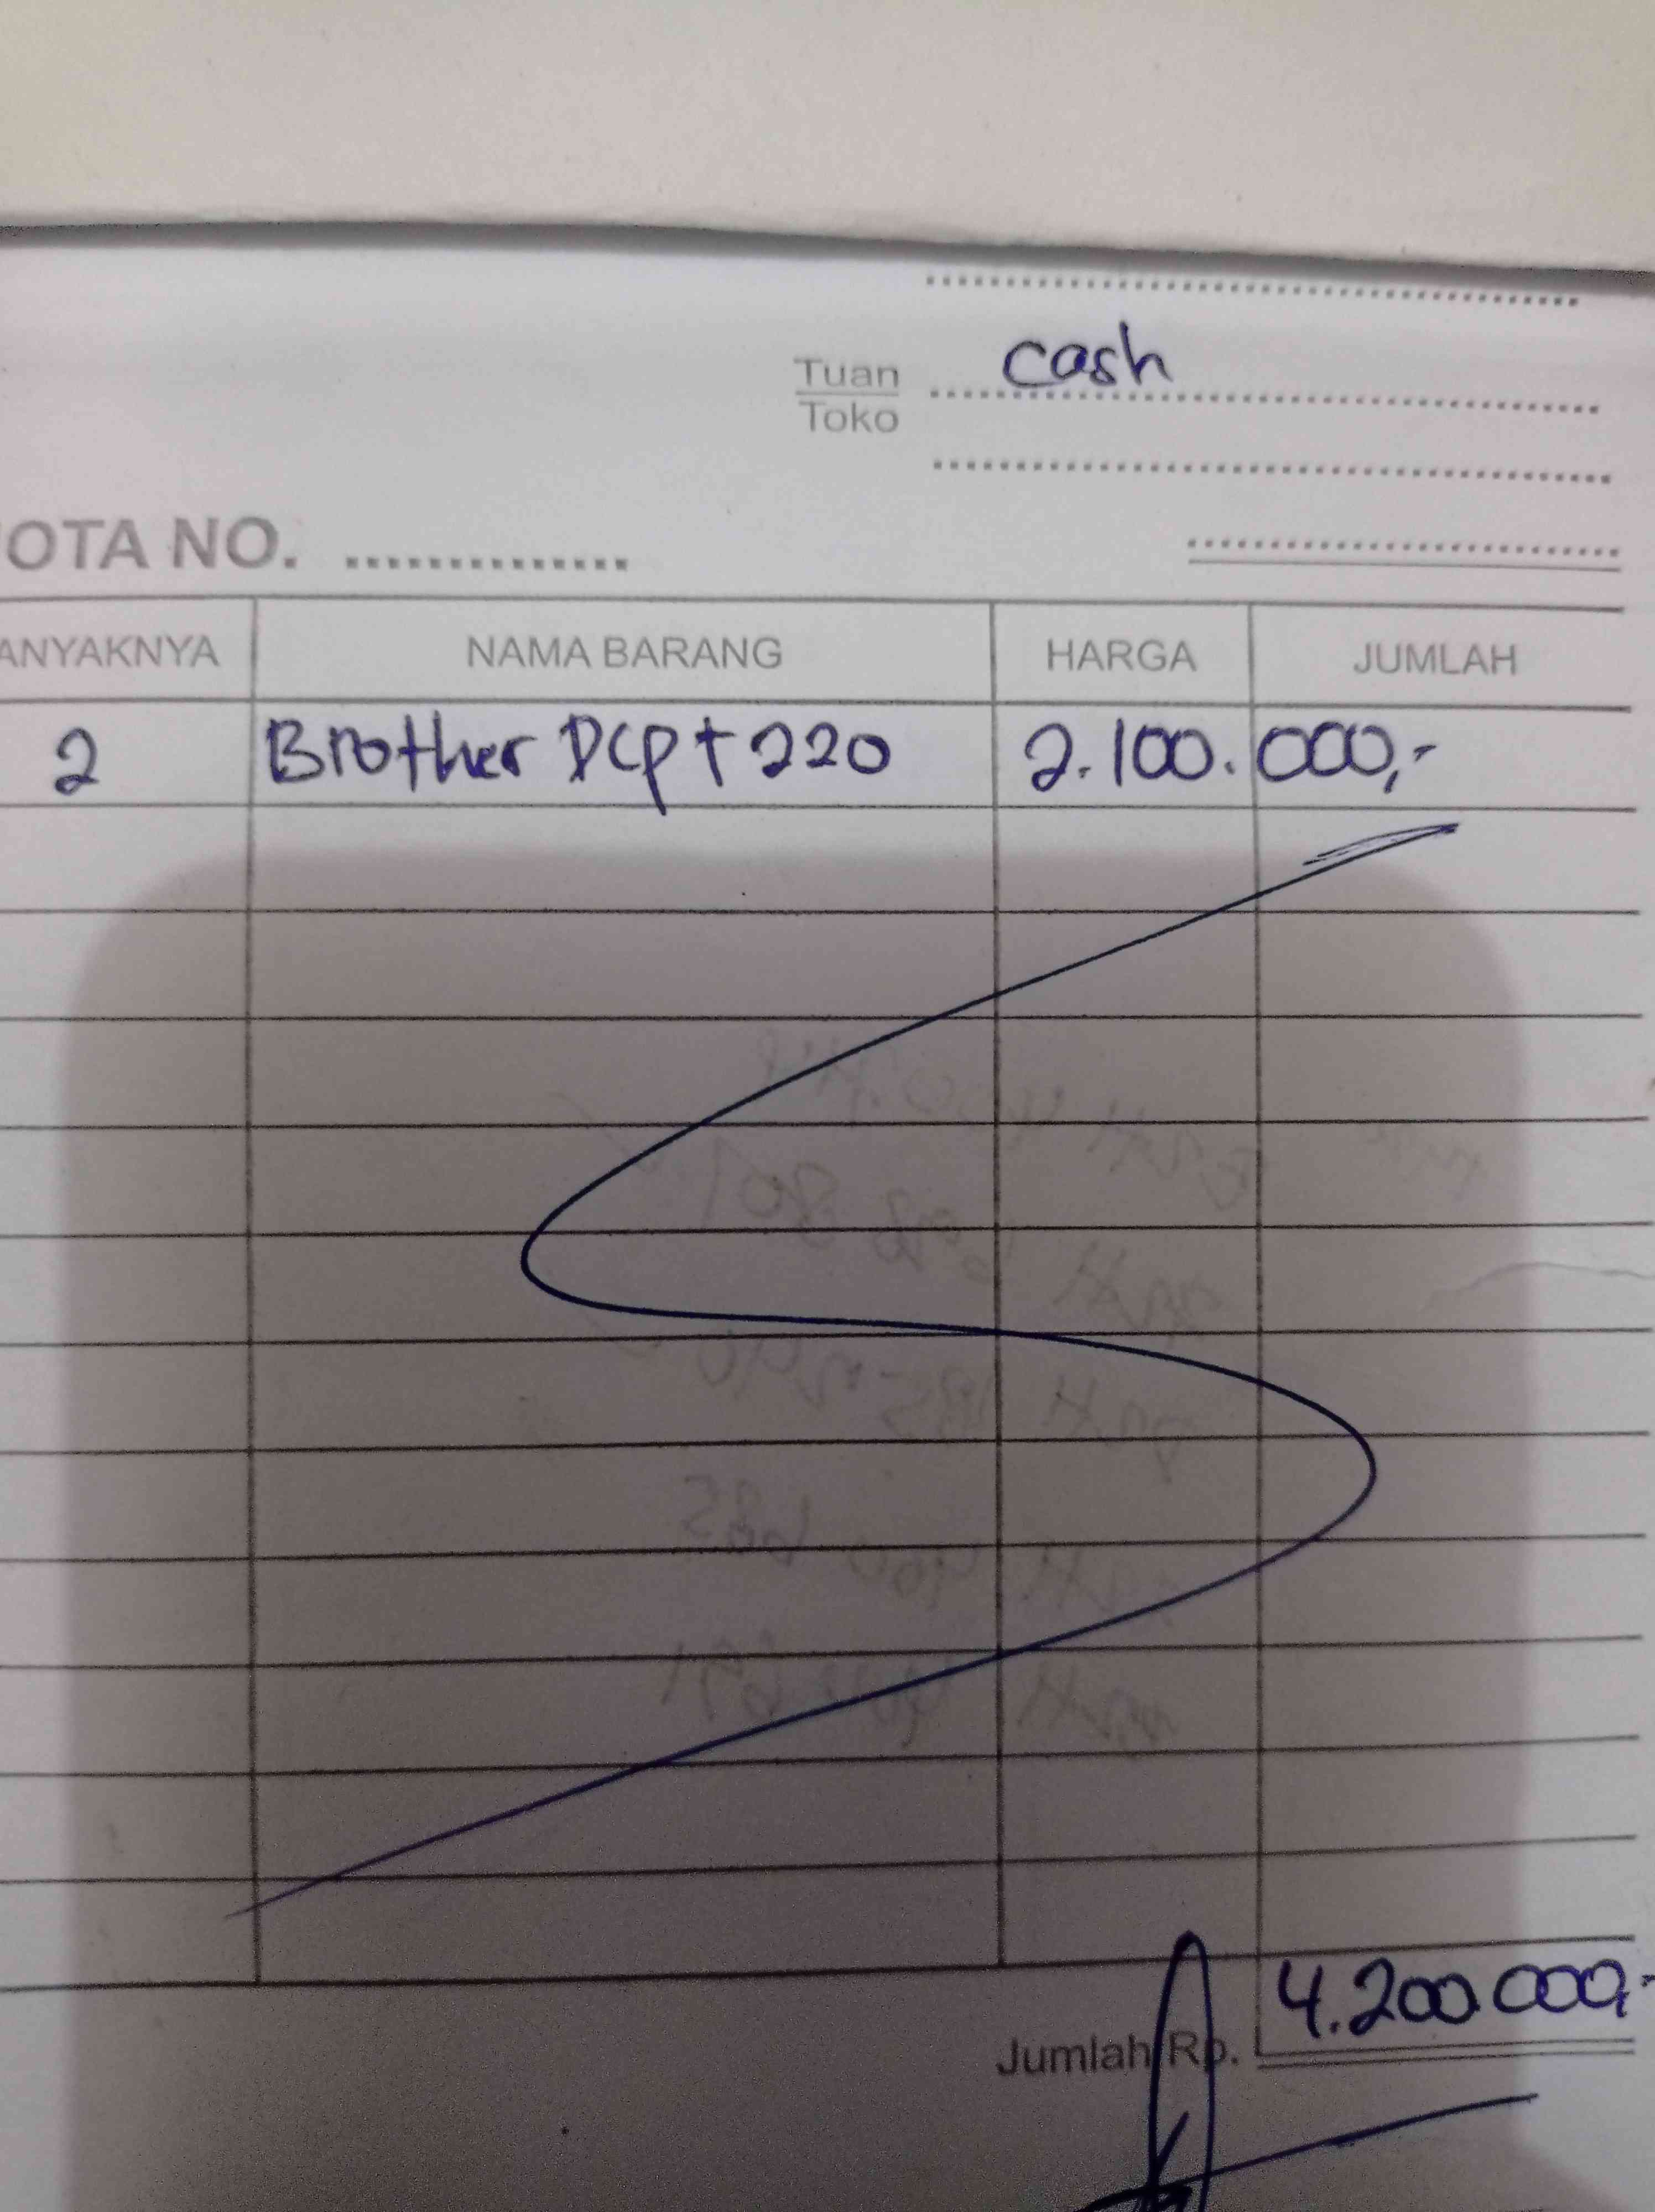 cash
Tuan
Toko
OTA NO.
ANYAKNYA NAMA BARANG HARGA JUMLAH
2 Brother Dcp t 220 2.100.000,-
Jumlah Rp. 4.200.000,-